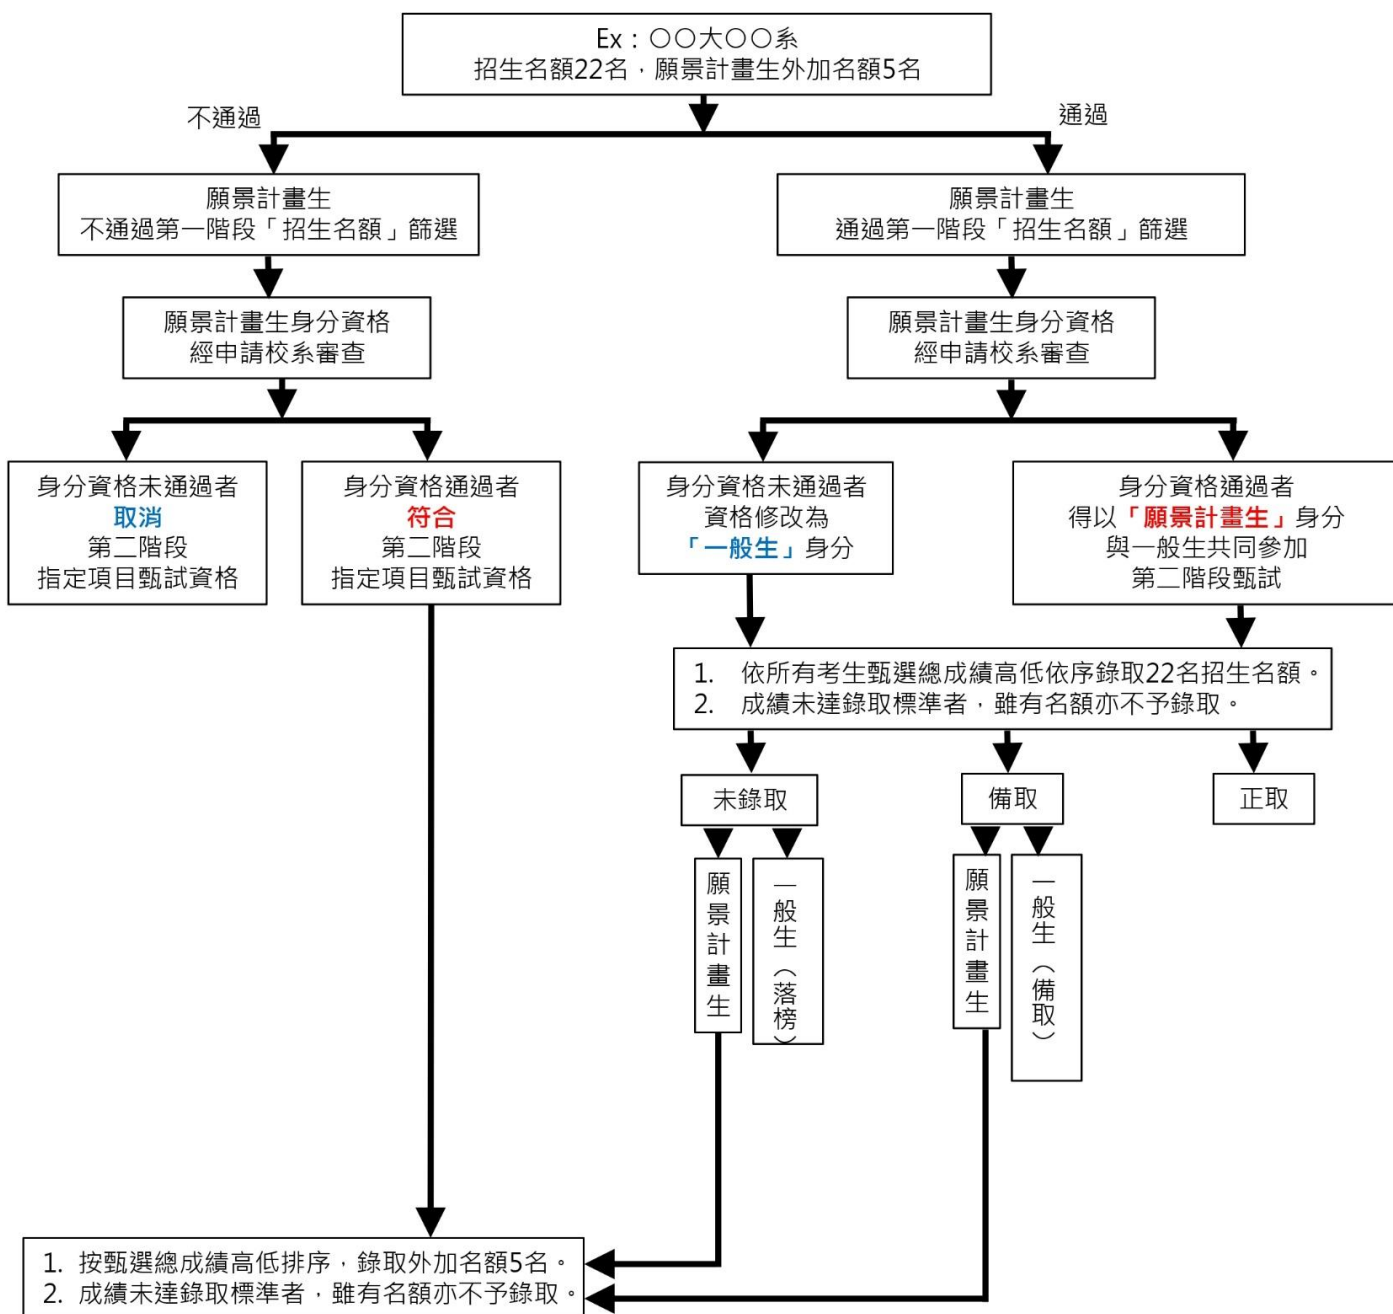 Ex：○○大○○系
招生名額22名，願景計畫生外加名額5名
不通過
通過
願景計畫生
不通過第一階段「招生名額」篩選
願景計畫生
通過第一階段「招生名額」篩選
願景計畫生身分資格
經申請校系審查
願景計畫生身分資格
經申請校系審查
身分資格未通過者
取消
第二階段
指定項目甄試資格
身分資格通過者
符合
第二階段
指定項目甄試資格
身分資格未通過者
資格修改為
「一般生」身分
身分資格通過者
得以「願景計畫生」身分
與一般生共同參加
第二階段甄試
1. 依所有考生甄選總成績高低依序錄取22名招生名額。
2. 成績未達錄取標準者，雖有名額亦不予錄取。
未錄取
備取
正取
願景計畫生
一般生（落榜）
願景計畫生
一般生（備取）
1. 按甄選總成績高低排序，錄取外加名額5名。
2. 成績未達錄取標準者，雖有名額亦不予錄取。